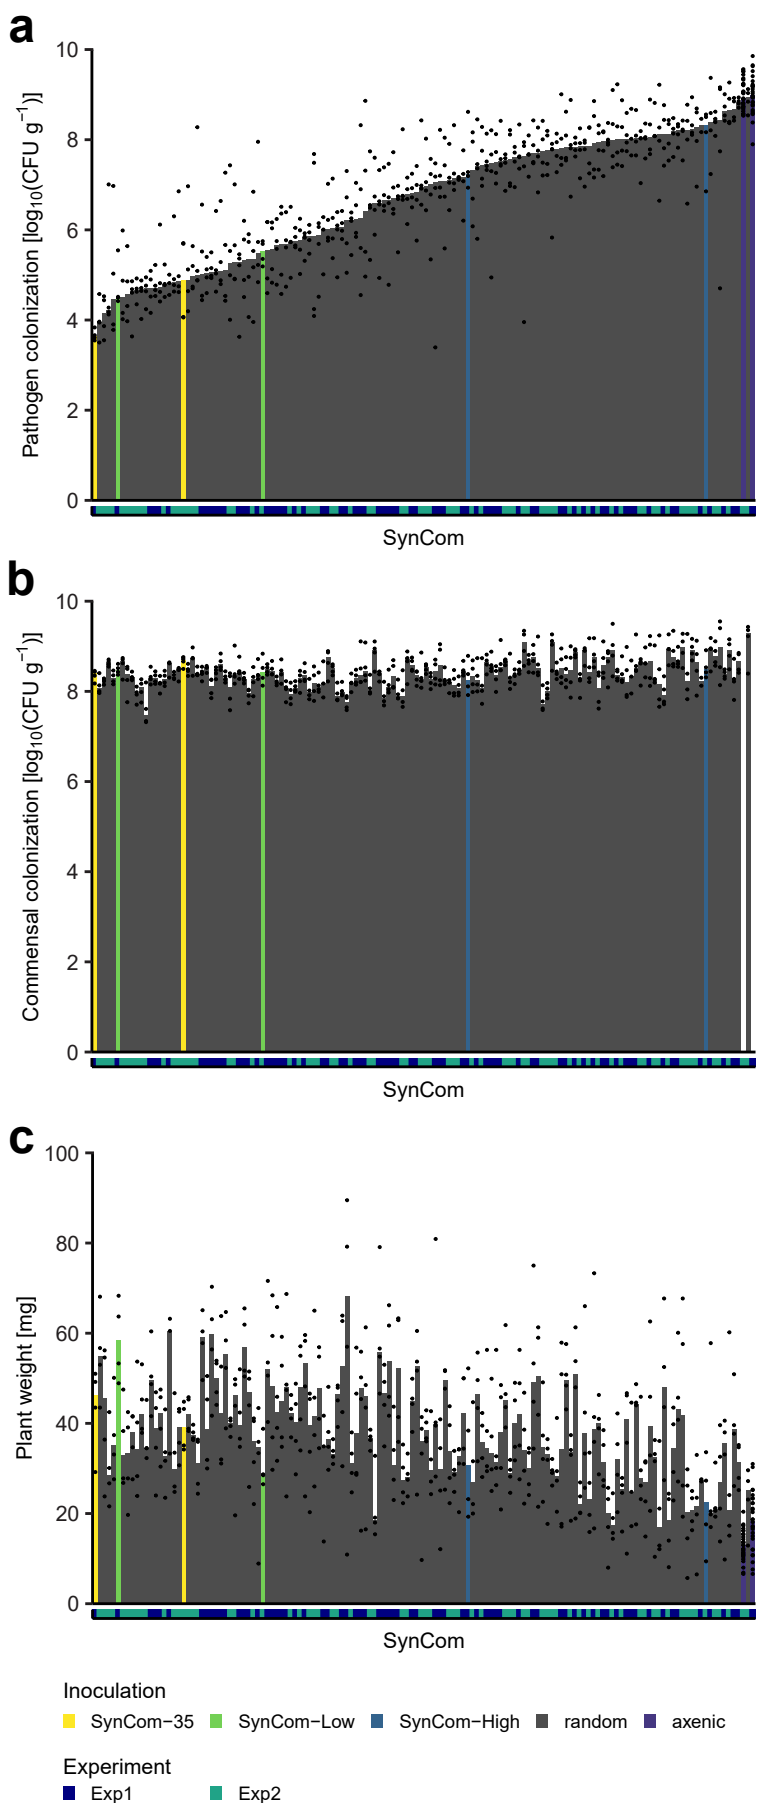 a
Pathogen colonization [log10(CFU g−1)]
10
8
6
4
2
0
SynCom
b
Commensal colonization [log10(CFU g−1)]
10
8
6
4
2
0
SynCom
c
Plant weight [mg]
100
80
60
40
20
0
SynCom
Inoculation
SynCom−35 SynCom−Low SynCom−High random axenic
Experiment
Exp1 Exp2